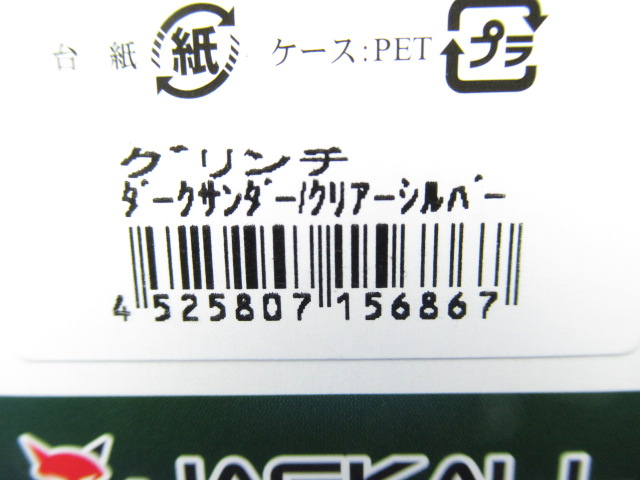 台紙 紙 ケース:PET プラ
グリンチ
ダークサンダー/クリアーシルバー
4 525807 156867
JACKALL